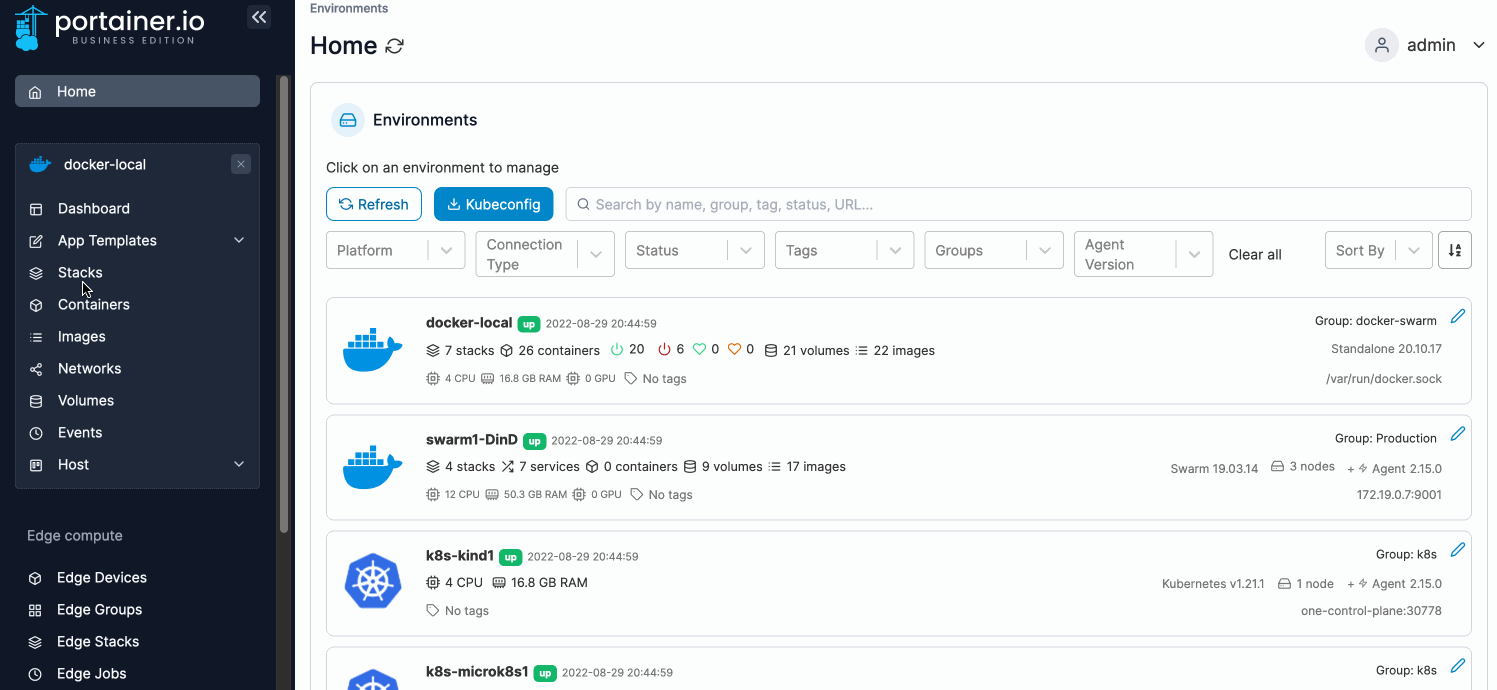 portainer.io
BUSINESS EDITION
Home
docker-local
Dashboard
App Templates
Stacks
Containers
Images
Networks
Volumes
Events
Host
Edge compute
Edge Devices
Edge Groups
Edge Stacks
Edge Jobs
Environments
Home
admin
Environments
Click on an environment to manage
Refresh
Kubeconfig
Search by name, group, tag, status, URL...
Platform
Connection
Type
Status
Tags
Groups
Agent
Version
Clear all
Sort By
docker-local up 2022-08-29 20:44:59
Group: docker-swarm
7 stacks 26 containers 20 6 0 0 21 volumes 22 images
Standalone 20.10.17
4 CPU 16.8 GB RAM 0 GPU No tags
/var/run/docker.sock
swarm1-DinD up 2022-08-29 20:44:59
Group: Production
4 stacks 7 services 0 containers 9 volumes 17 images
Swarm 19.03.14 3 nodes + Agent 2.15.0
12 CPU 50.3 GB RAM 0 GPU No tags
172.19.0.7:9001
k8s-kind1 up 2022-08-29 20:44:59
Group: k8s
4 CPU 16.8 GB RAM
Kubernetes v1.21.1 1 node + Agent 2.15.0
No tags
one-control-plane:30778
k8s-microk8s1 up 2022-08-29 20:44:59
Group: k8s